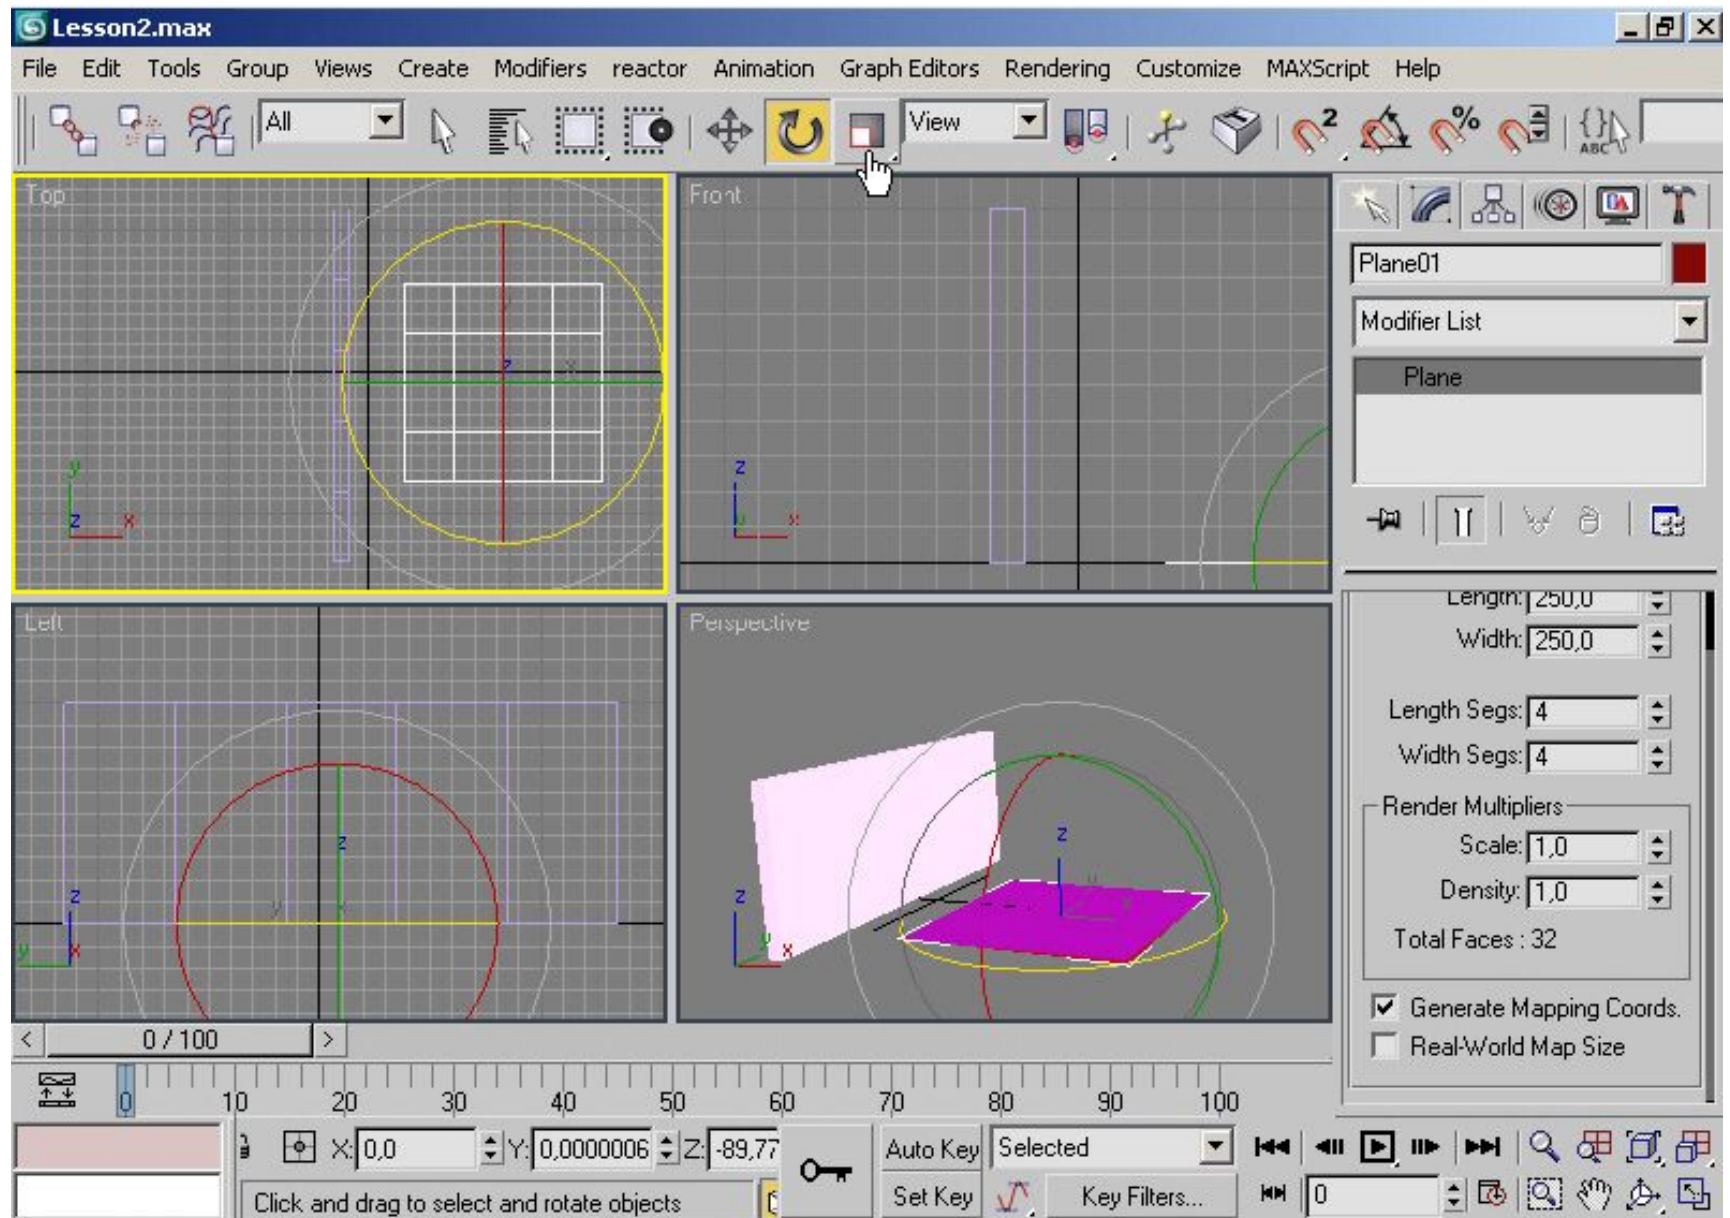 Lesson2.max
File Edit Tools Group Views Create Modifiers reactor Animation Graph Editors Rendering Customize MAXScript Help
All
View
2
%
ABC
Top
Front
Plane01
Modifier List
Plane
y
x
z
z
x
y
z
x
Left
Perspective
Length: 250,0
Width: 250,0
Length Segs: 4
Width Segs: 4
Render Multipliers
Scale: 1,0
Density: 1,0
Total Faces : 32
Generate Mapping Coords.
Real-World Map Size
z
y
x
z
y
x
z
y
x
z
< 0 / 100 >
0 10 20 30 40 50 60 70 80 90 100
X: 0,0 Y: 0,0000006 Z: -89,77
Auto Key Selected
Click and drag to select and rotate objects
Set Key Key Filters...
0